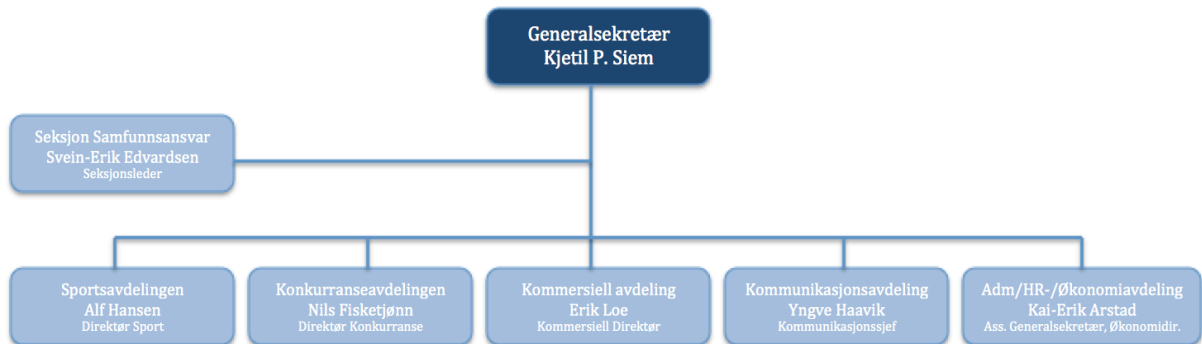 Generalsekretær
Kjetil P. Siem
Seksjon Samfunnsansvar
Svein-Erik Edvardsen
Seksjonsleder
Sportsavdelingen
Alf Hansen
Direktør Sport
Konkurranseavdelingen
Nils Fisketjønn
Direktør Konkurranse
Kommersiell avdeling
Erik Loe
Kommersiell Direktør
Kommunikasjonsavdeling
Yngve Haavik
Kommunikasjonssjef
Adm/HR-/Økonomiavdeling
Kai-Erik Arstad
Ass. Generalsekretær, Økonomidir.